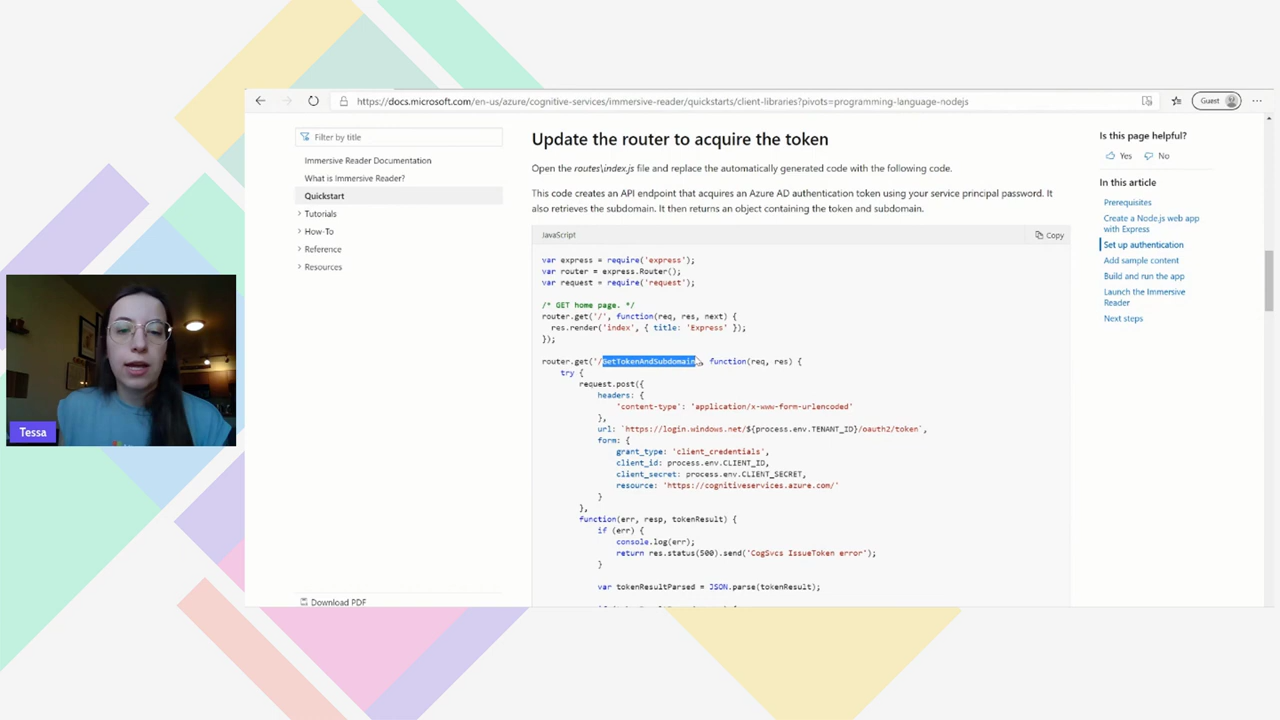 https://docs.microsoft.com/en-us/azure/cognitive-services/immersive-reader/quickstarts/client-libraries?pivots=programming-language-nodejs
Guest
Filter by title
Immersive Reader Documentation
What is Immersive Reader?
Quickstart
Tutorials
How-To
Reference
Resources
Download PDF
Update the router to acquire the token
Open the routes\index.js file and replace the automatically generated code with the following code.
This code creates an API endpoint that acquires an Azure AD authentication token using your service principal password. It
also retrieves the subdomain. It then returns an object containing the token and subdomain.
JavaScript
Copy
var express = require('express');
var router = express.Router();
var request = require('request');
/* GET home page. */
router.get('/', function(req, res, next) {
res.render('index', { title: 'Express' });
});
router.get('/GetTokenAndSubdomain', function(req, res) {
try {
request.post({
headers: {
'content-type': 'application/x-www-form-urlencoded'
},
url: `https://login.windows.net/${process.env.TENANT_ID}/oauth2/token`,
form: {
grant_type: 'client_credentials',
client_id: process.env.CLIENT_ID,
client_secret: process.env.CLIENT_SECRET,
resource: 'https://cognitiveservices.azure.com/'
}
},
function(err, resp, tokenResult) {
if (err) {
console.log(err);
return res.status(500).send('CogSvcs IssueToken error');
}
var tokenResultParsed = JSON.parse(tokenResult);
Is this page helpful?
Yes
No
In this article
Prerequisites
Create a Node.js web app
with Express
Set up authentication
Add sample content
Build and run the app
Launch the Immersive
Reader
Next steps
Tessa